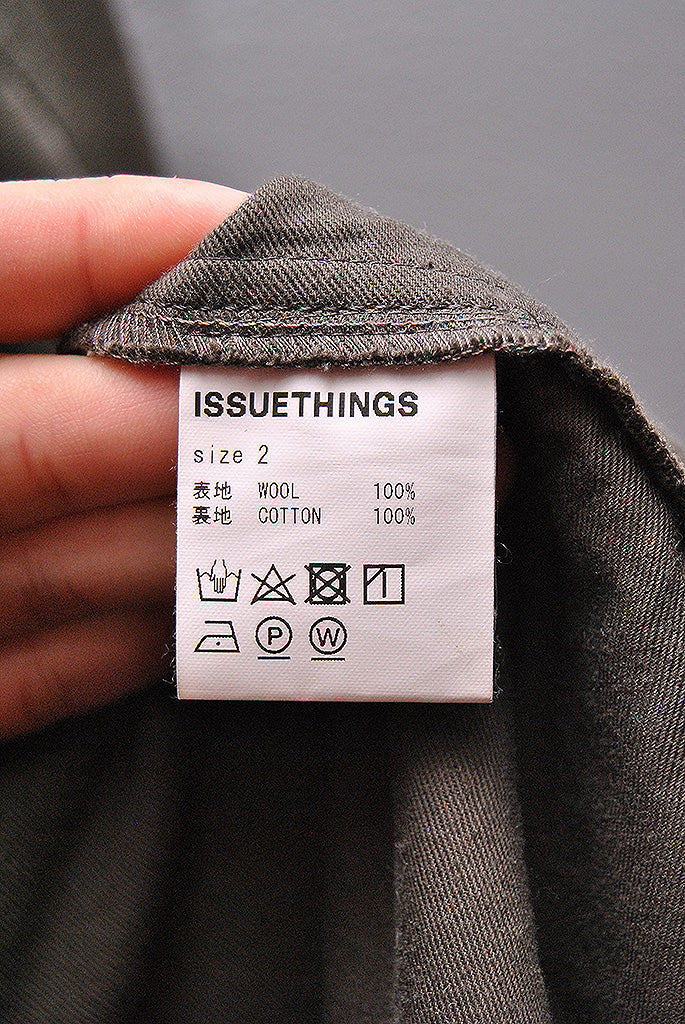 ISSUETHINGS
size 2
表地 WOOL 100%
裏地 COTTON 100%
P W